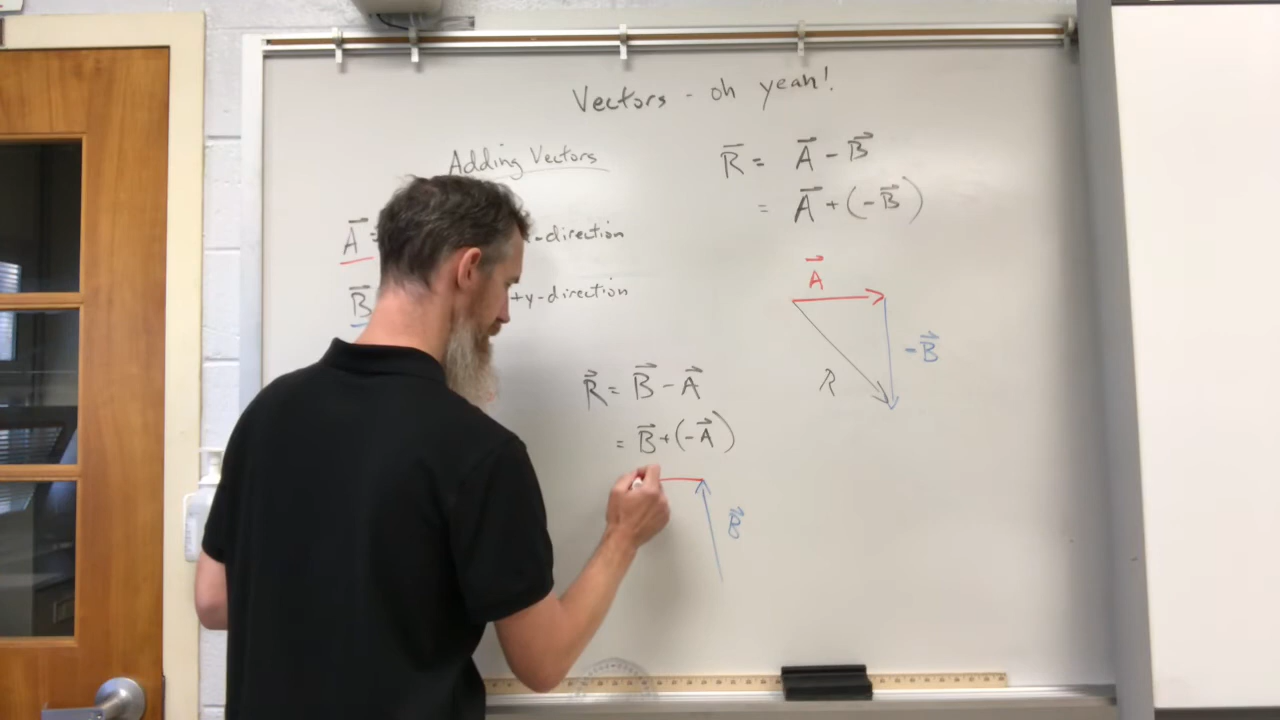 Vectors - oh yeah!
Adding Vectors
A⃗ =
-direction
B⃗
+y-direction
R⃗ = A⃗ - B⃗
= A⃗ + (-B⃗)
A⃗
-B⃗
R
R⃗ = B⃗ - A⃗
= B⃗ + (-A⃗)
B⃗